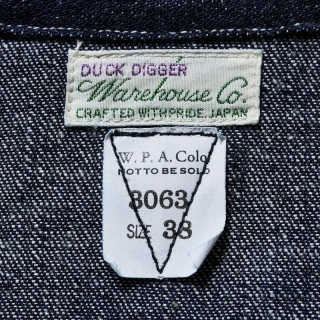 DUCK DIGGER
Warehouse Co.
CRAFTED WITH PRIDE. JAPAN
W. P. A. Colo
NOT TO BE SOLD
3063
SIZE 38